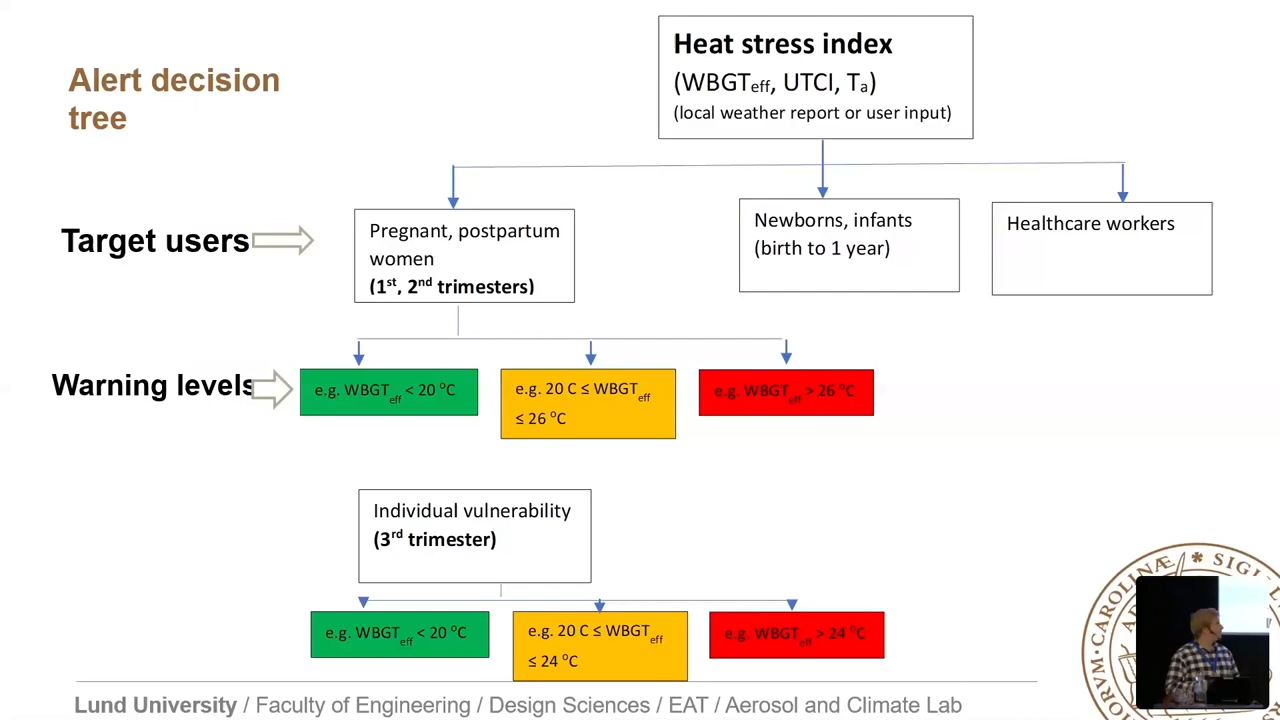 Alert decision
tree
Heat stress index
(WBGTeff, UTCI, Ta)
(local weather report or user input)
Target users
Pregnant, postpartum
women
(1st, 2nd trimesters)
Newborns, infants
(birth to 1 year)
Healthcare workers
Warning levels
e.g. WBGTeff < 20 °C
e.g. 20 C ≤ WBGTeff
≤ 26 °C
e.g. WBGTeff > 26 °C
Individual vulnerability
(3rd trimester)
e.g. WBGTeff < 20 °C
e.g. 20 C ≤ WBGTeff
≤ 24 °C
e.g. WBGTeff > 24 °C
Lund University / Faculty of Engineering / Design Sciences / EAT / Aerosol and Climate Lab
CAROLINÆ * SIGI